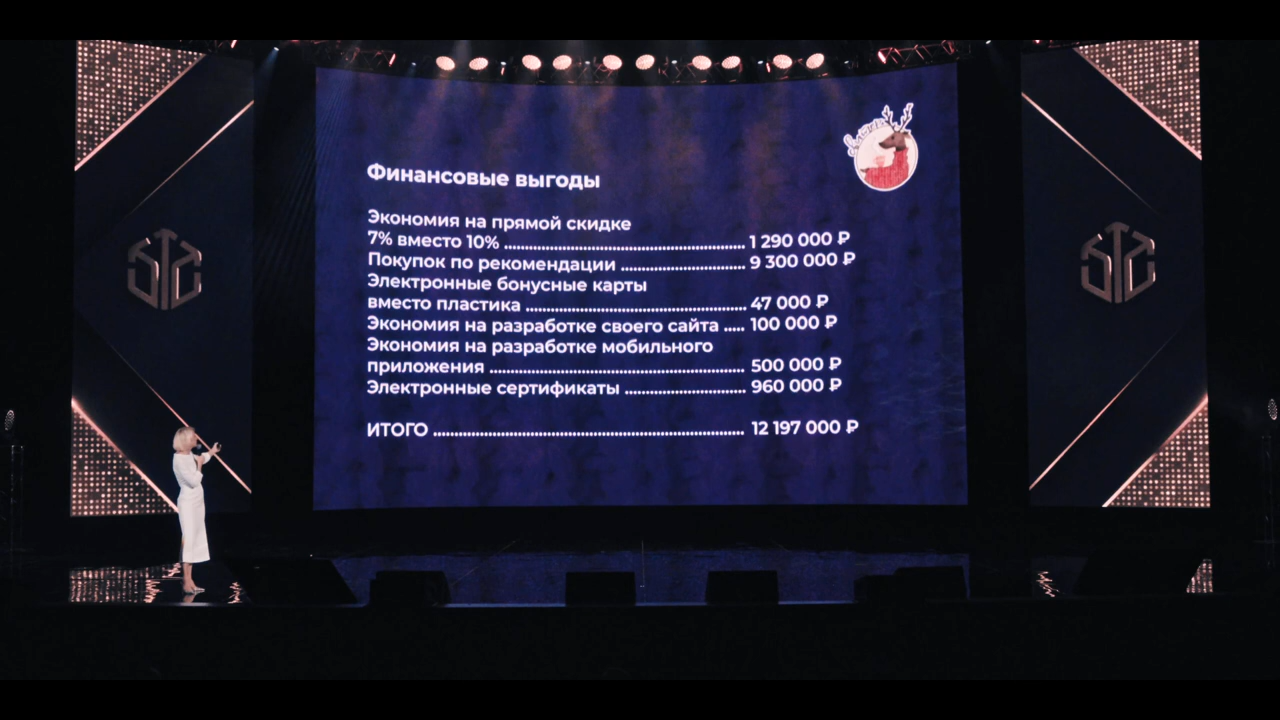 Финансовые выгоды
Экономия на прямой скидке
7% вместо 10% ........................................................ 1 290 000 ₽
Покупок по рекомендации ............................. 9 300 000 ₽
Электронные бонусные карты
вместо пластика ................................................... 47 000 ₽
Экономия на разработке своего сайта ..... 100 000 ₽
Экономия на разработке мобильного
приложения ........................................................... 500 000 ₽
Электронные сертификаты ............................ 960 000 ₽
ИТОГО ........................................................................ 12 197 000 ₽